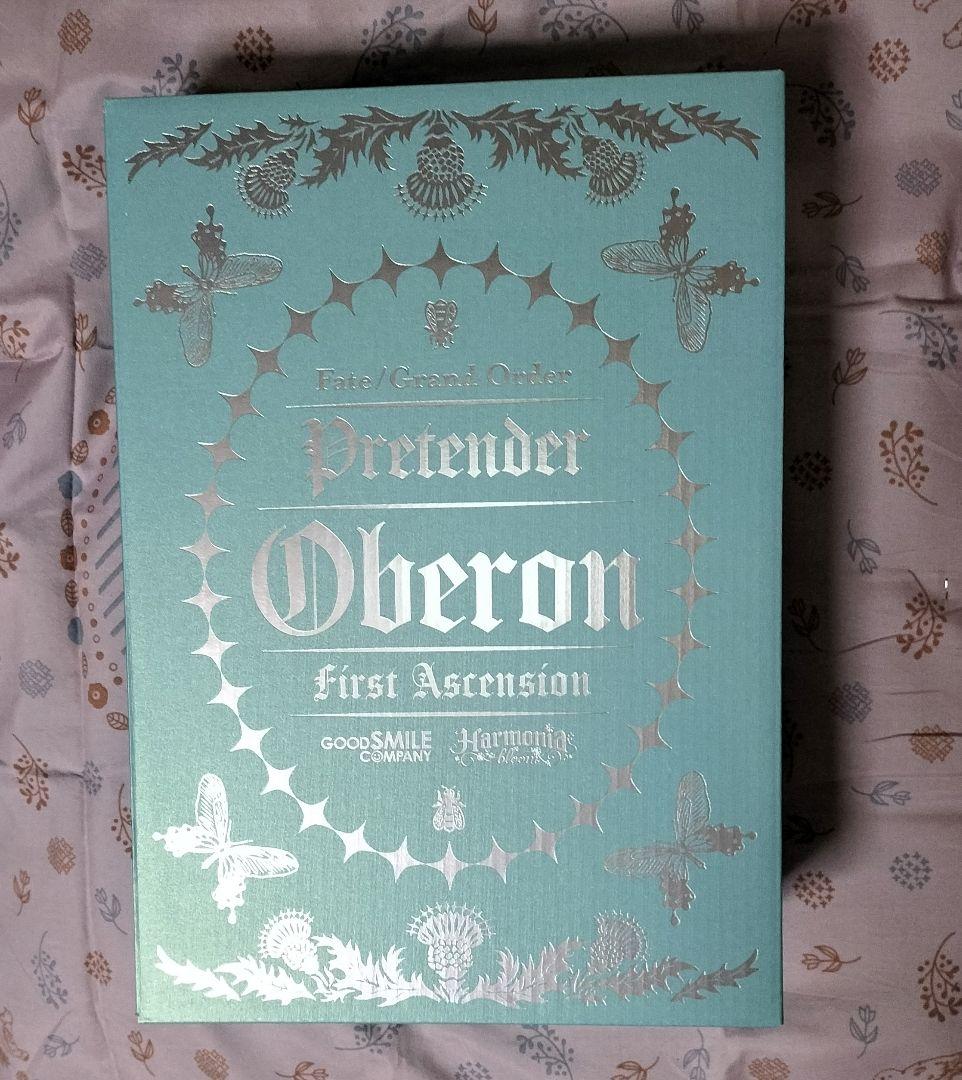 Fate/Grand Order
Pretender
Oberon
First Ascension
GOODSMILE
COMPANY
Harmonia
bloom